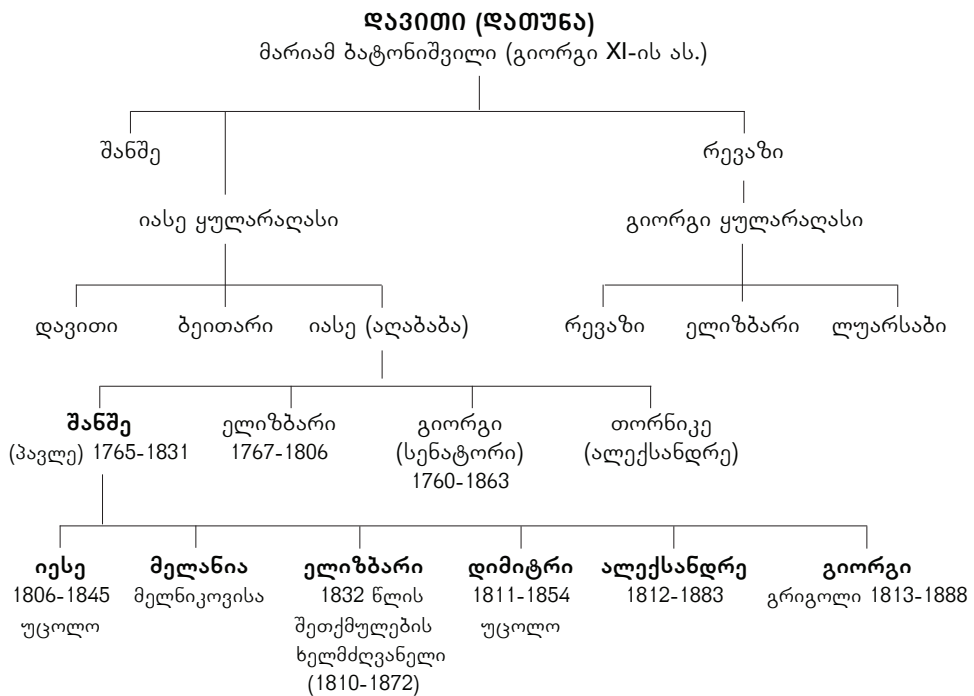 დავითი (დათუნა)
მარიამ ბატონიშვილი (გიორგი XI-ის ას.)
შანშე
რევაზი
იასე ყულარაღასი
გიორგი ყულარაღასი
დავითი
ბეითარი
იასე (აღაბაბა)
რევაზი
ელიზბარი
ლუარსაბი
შანშე
(პავლე) 1765-1831
ელიზბარი
1767-1806
გიორგი
(სენატორი)
1760-1863
თორნიკე
(ალექსანდრე)
იესე
1806-1845
უცოლო
მელანია
მელნიკოვისა
ელიზბარი
1832 წლის
შეთქმულების
ხელმძღვანელი
(1810-1872)
დიმიტრი
1811-1854
უცოლო
ალექსანდრე
1812-1883
გიორგი
გრიგოლი 1813-1888